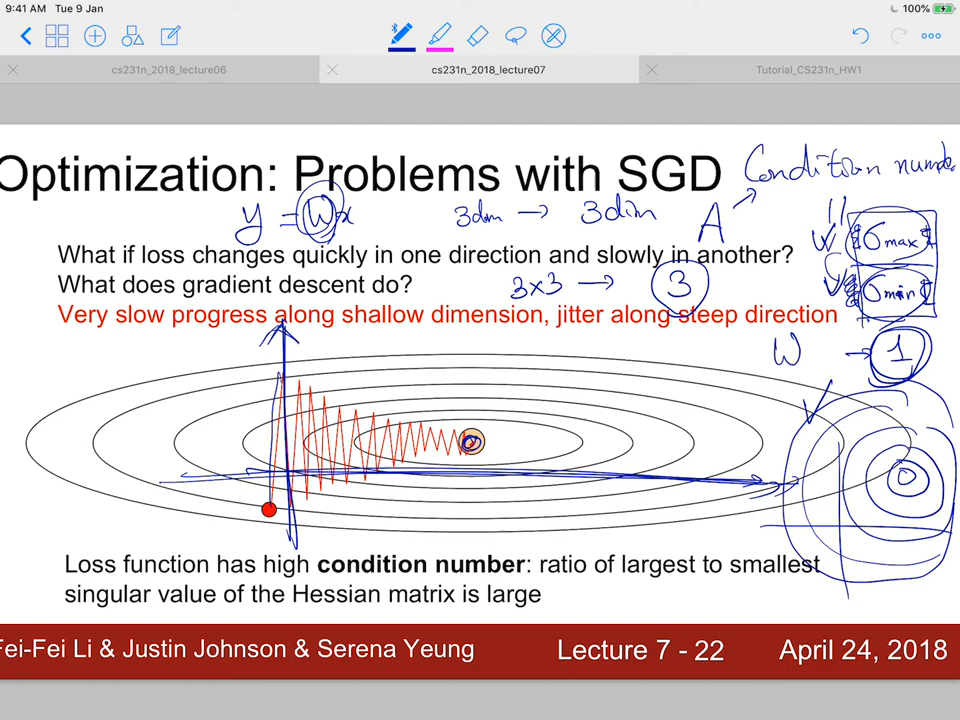 9:41 AM Tue 9 Jan
100%
cs231n_2018_lecture06
cs231n_2018_lecture07
Tutorial_CS231n_HW1
Optimization: Problems with SGD
Condition numbe
y = Wx
3dim → 3dim
A
σmax
What if loss changes quickly in one direction and slowly in another?
What does gradient descent do?
3x3 → 3
σmin
Very slow progress along shallow dimension, jitter along steep direction
W → 1
Loss function has high condition number: ratio of largest to smallest
singular value of the Hessian matrix is large
Fei-Fei Li & Justin Johnson & Serena Yeung
Lecture 7 - 22
April 24, 2018